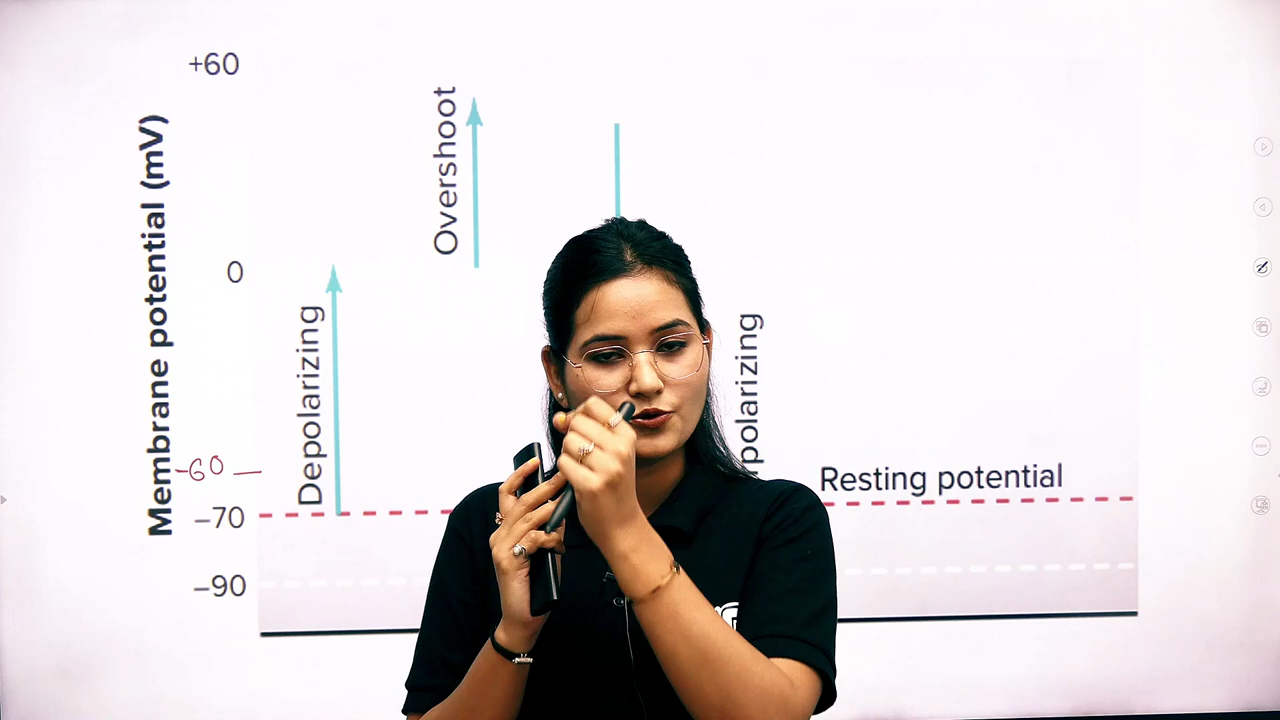 +60
Overshoot
Membrane potential (mV)
0
Depolarizing
polarizing
-60
Resting potential
–70
–90